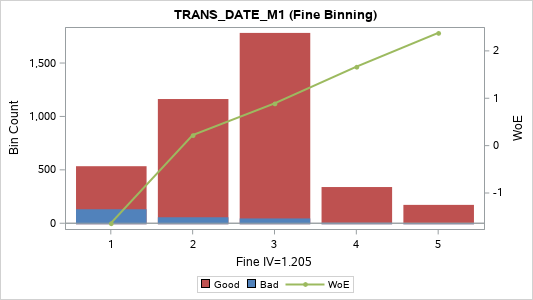 TRANS_DATE_M1 (Fine Binning)
1,500
1,000
500
0
Bin Count
2
1
0
-1
WoE
1 2 3 4 5
Fine IV=1.205
Good Bad WoE